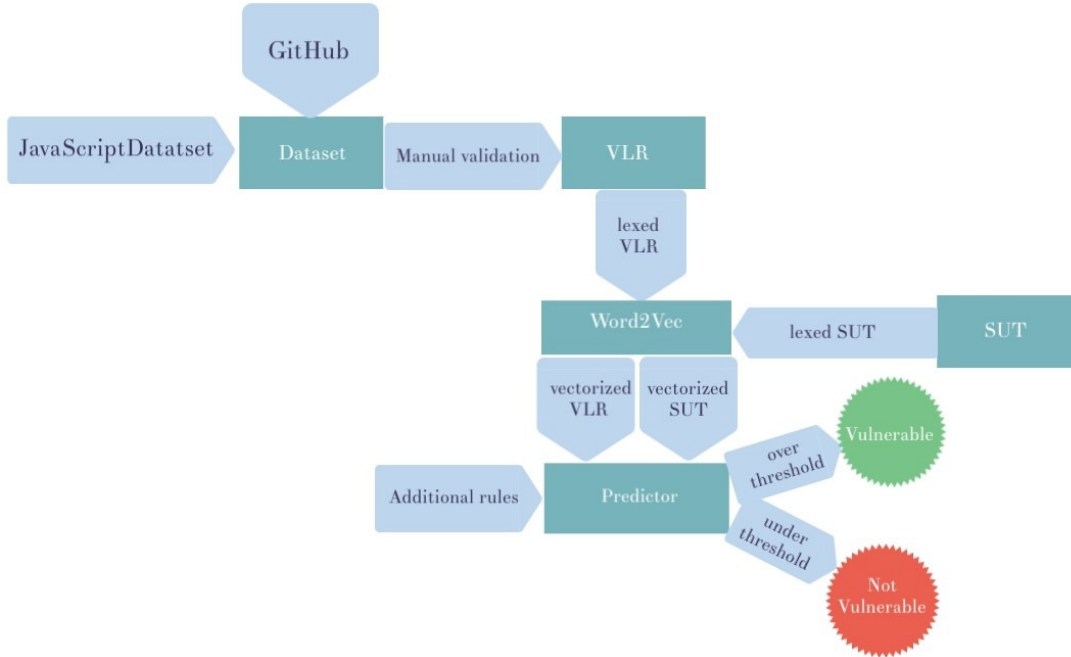 GitHub
JavaScriptDatatset
Dataset
Manual validation
VLR
lexed
VLR
Word2Vec
lexed SUT
SUT
vectorized
VLR
vectorized
SUT
Vulnerable
over
threshold
Additional rules
Predictor
under
threshold
Not
Vulnerable